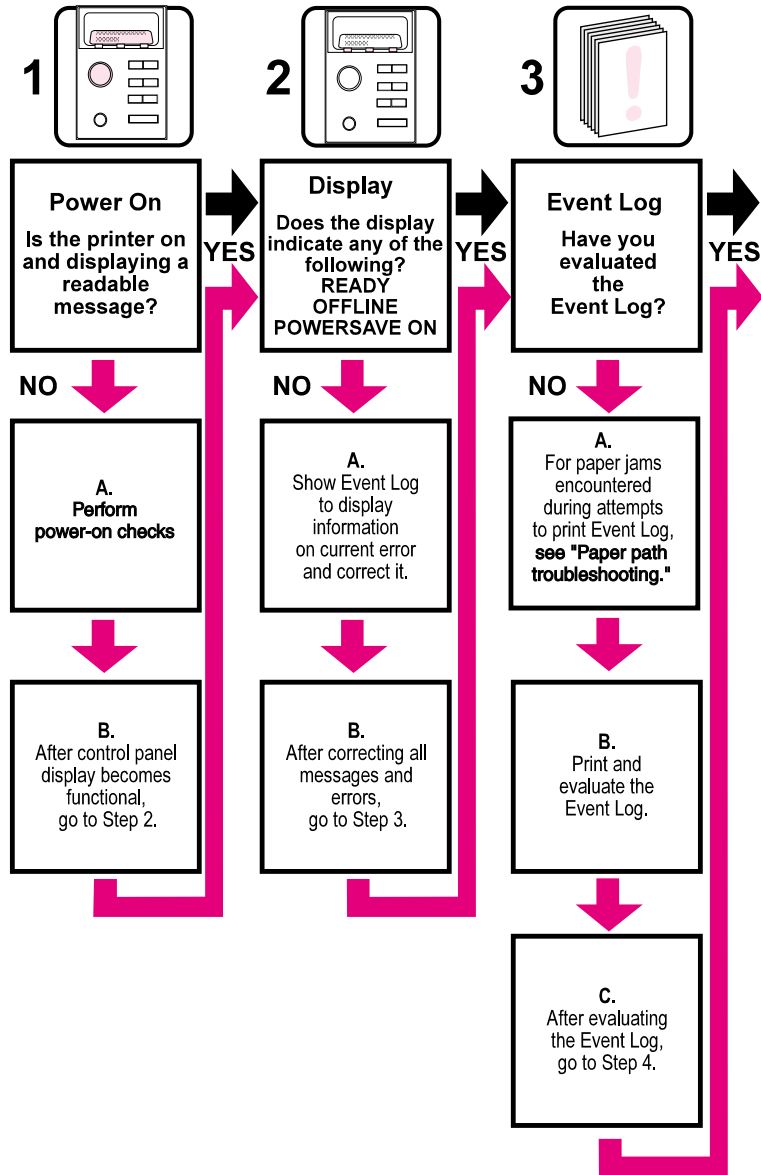 1
2
3
Power On
Is the printer on
and displaying a
readable
message?
YES
NO
A.
Perform
power-on checks
B.
After control panel
display becomes
functional,
go to Step 2.
Display
Does the display
indicate any of the
following?
READY
OFFLINE
POWERSAVE ON
YES
NO
A.
Show Event Log
to display
information
on current error
and correct it.
B.
After correcting all
messages and
errors,
go to Step 3.
Event Log
Have you
evaluated
the
Event Log?
YES
NO
A.
For paper jams
encountered
during attempts
to print Event Log,
see "Paper path
troubleshooting."
B.
Print and
evaluate the
Event Log.
C.
After evaluating
the Event Log,
go to Step 4.